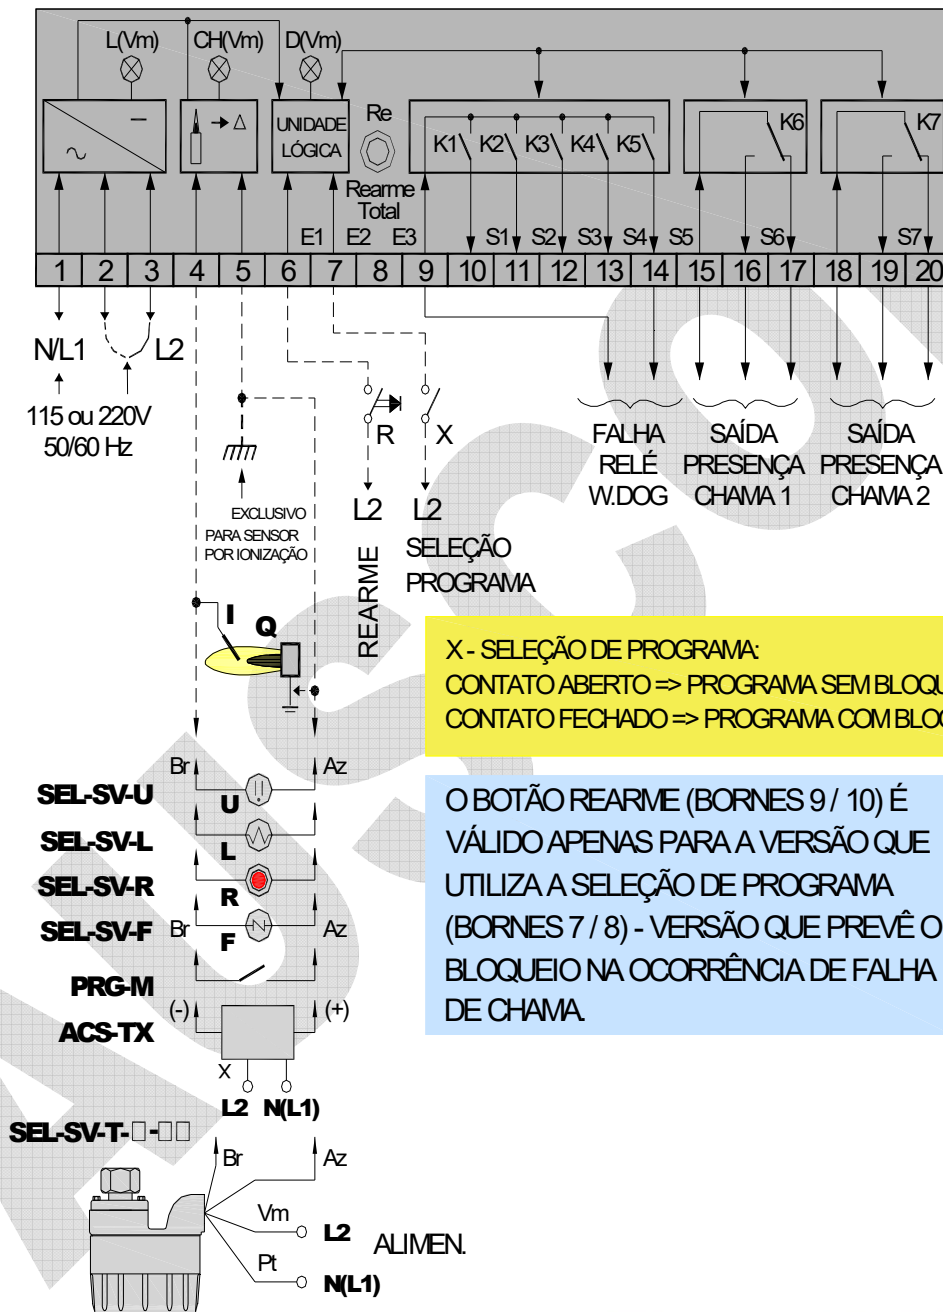 L(Vm) CH(Vm) D(Vm)
UNIDADE
LÓGICA
Re
Rearme
Total
K1 K2 K3 K4 K5 K6 K7
E1 E2 E3 S1 S2 S3 S4 S5 S6 S7
1 2 3 4 5 6 7 8 9 10 11 12 13 14 15 16 17 18 19 20
N/L1 L2
115 ou 220V
50/60 Hz
R X
L2 L2
REARME
SELEÇÃO
PROGRAMA
FALHA
RELÉ
W.DOG
SAÍDA
PRESENÇA
CHAMA 1
SAÍDA
PRESENÇA
CHAMA 2
EXCLUSIVO
PARA SENSOR
POR IONIZAÇÃO
I Q
X - SELEÇÃO DE PROGRAMA:
CONTATO ABERTO => PROGRAMA SEM BLOQU
CONTATO FECHADO => PROGRAMA COM BLOQ
O BOTÃO REARME (BORNES 9 / 10) É
VÁLIDO APENAS PARA A VERSÃO QUE
UTILIZA A SELEÇÃO DE PROGRAMA
(BORNES 7 / 8) - VERSÃO QUE PREVÊ O
BLOQUEIO NA OCORRÊNCIA DE FALHA
DE CHAMA.
Br Az
SEL-SV-U U
SEL-SV-L L
SEL-SV-R R
SEL-SV-F Br F Az
PRG-M
(-) (+)
ACS-TX
X
L2 N(L1)
SEL-SV-T-□-□□
Br Az
Vm L2
ALIMEN.
Pt N(L1)